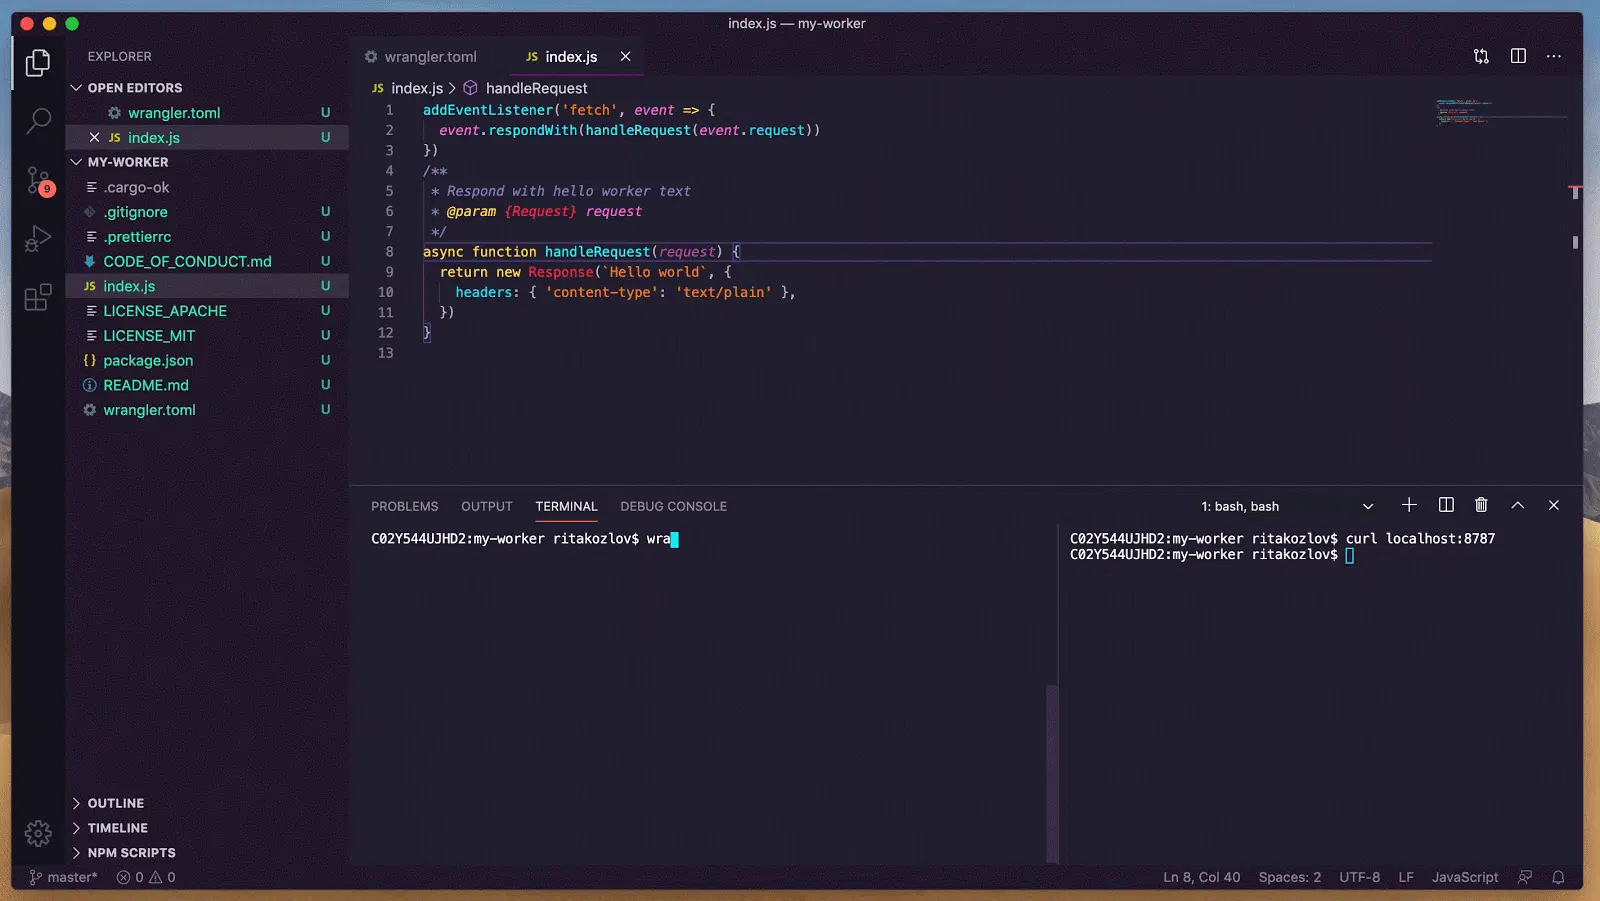 index.js — my-worker
EXPLORER
OPEN EDITORS
wrangler.toml U
JS index.js U
MY-WORKER
.cargo-ok
.gitignore U
.prettierrc U
CODE_OF_CONDUCT.md U
JS index.js U
LICENSE_APACHE U
LICENSE_MIT U
{} package.json U
README.md U
wrangler.toml U
OUTLINE
TIMELINE
NPM SCRIPTS
9
wrangler.toml JS index.js
JS index.js > handleRequest
1 addEventListener('fetch', event => {
2 event.respondWith(handleRequest(event.request))
3 })
4 /**
5 * Respond with hello worker text
6 * @param {Request} request
7 */
8 async function handleRequest(request) {
9 return new Response(`Hello world`, {
10 headers: { 'content-type': 'text/plain' },
11 })
12 }
13
PROBLEMS OUTPUT TERMINAL DEBUG CONSOLE 1: bash, bash
C02Y544UJHD2:my-worker ritakozlov$ wra
C02Y544UJHD2:my-worker ritakozlov$ curl localhost:8787
C02Y544UJHD2:my-worker ritakozlov$
master* 0 0 Ln 8, Col 40 Spaces: 2 UTF-8 LF JavaScript